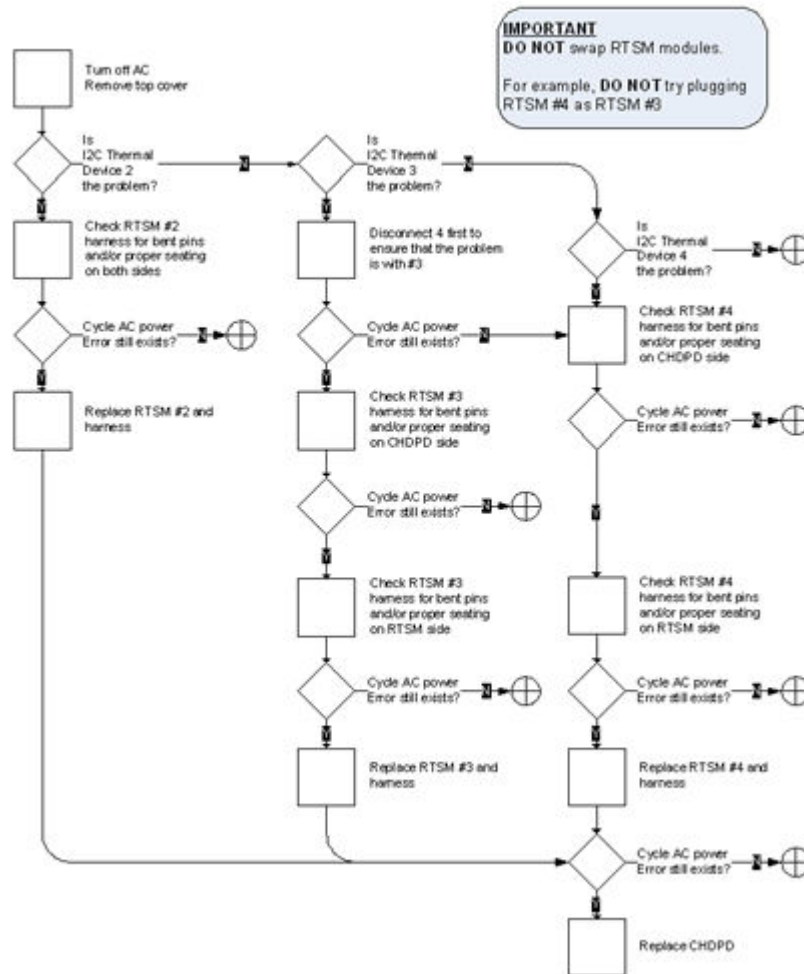 IMPORTANT
DO NOT swap RTSM modules.
For example, DO NOT try plugging
RTSM #4 as RTSM #3
Turn off AC
Remove top cover
Is
I2C Thermal
Device 2
the problem?
N
Is
I2C Thermal
Device 3
the problem?
N
Is
I2C Thermal
Device 4
the problem?
N
Y
Check RTSM #2
harness for bent pins
and/or proper seating
on both sides
Cycle AC power
Error still exists?
N
Y
Replace RTSM #2 and
harness
Y
Disconnect 4 first to
ensure that the problem
is with #3
Cycle AC power
Error still exists?
N
Y
Check RTSM #3
harness for bent pins
and/or proper seating
on CHDPD side
Cycle AC power
Error still exists?
N
Y
Check RTSM #3
harness for bent pins
and/or proper seating
on RTSM side
Cycle AC power
Error still exists?
N
Y
Replace RTSM #3 and
harness
Y
Check RTSM #4
harness for bent pins
and/or proper seating
on CHDPD side
Cycle AC power
Error still exists?
N
Y
Check RTSM #4
harness for bent pins
and/or proper seating
on RTSM side
Cycle AC power
Error still exists?
N
Y
Replace RTSM #4 and
harness
Cycle AC power
Error still exists?
N
Y
Replace CHDPD